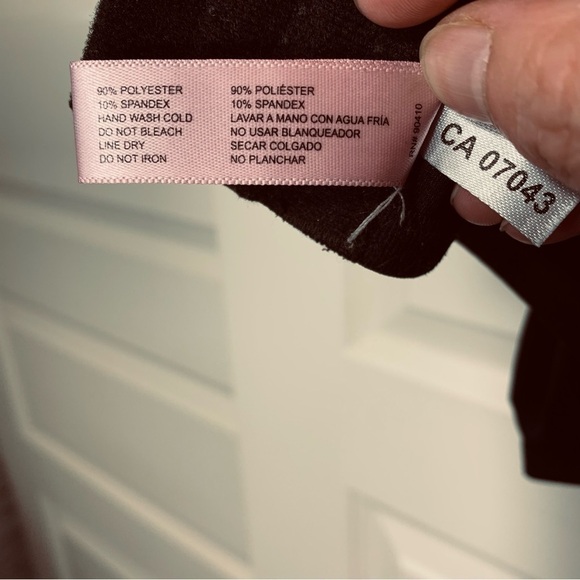 90% POLYESTER
10% SPANDEX
HAND WASH COLD
DO NOT BLEACH
LINE DRY
DO NOT IRON
90% POLIÉSTER
10% SPANDEX
LAVAR A MANO CON AGUA FRÍA
NO USAR BLANQUEADOR
SECAR COLGADO
NO PLANCHAR
RN# 90410
CA 07043